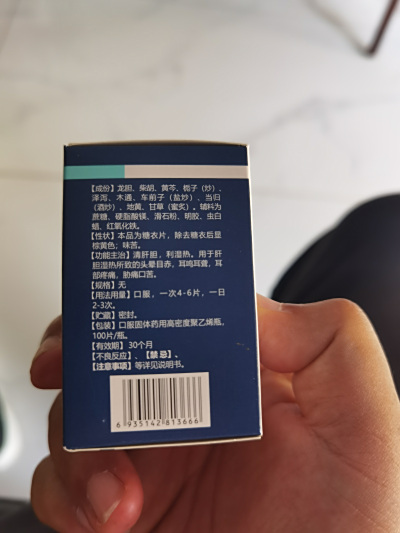 【成份】龙胆、柴胡、黄芩、栀子（炒）、
泽泻、木通、车前子（盐炒）、当归
（酒炒）、地黄、甘草（蜜炙）。辅料为
蔗糖、硬脂酸镁、滑石粉、明胶、虫白
蜡、红氧化铁。
【性状】本品为糖衣片，除去糖衣后显
棕黄色；味苦。
【功能主治】清肝胆，利湿热。用于肝
胆湿热所致的头晕目赤，耳鸣耳聋，耳
部疼痛，胁痛口苦。
【规格】无
【用法用量】口服，一次4-6片，一日
2-3次。
【贮藏】密封。
【包装】口服固体药用高密度聚乙烯瓶，
100片/瓶。
【有效期】30个月
【不良反应】、【禁忌】、
【注意事项】等详见说明书。
6 935142 813666